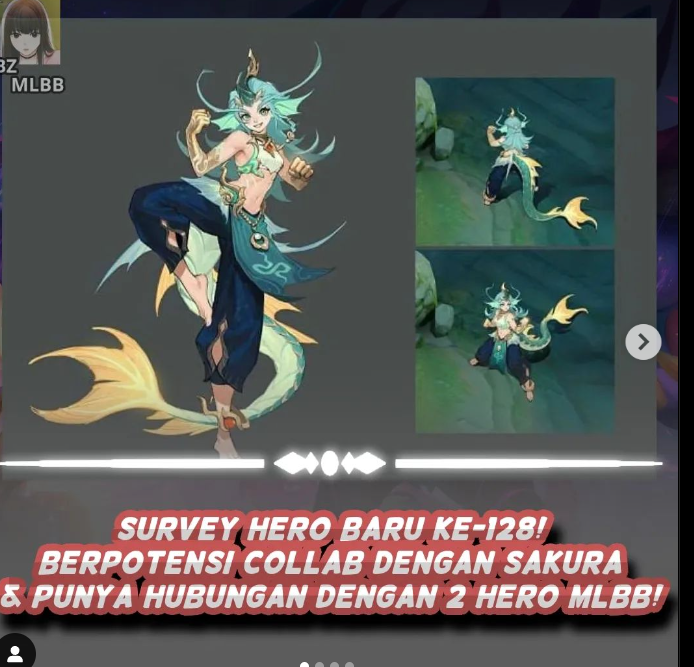 BZ
MLBB
SURVEY HERO BARU KE-128!
BERPOTENSI COLLAB DENGAN SAKURA
& PUNYA HUBUNGAN DENGAN 2 HERO MLBB!